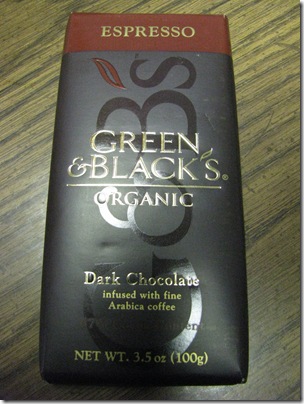 ESPRESSO
G&B's
GREEN
&BLACK'S®
ORGANIC
Dark Chocolate
infused with fine
Arabica coffee
NET WT. 3.5 oz (100g)